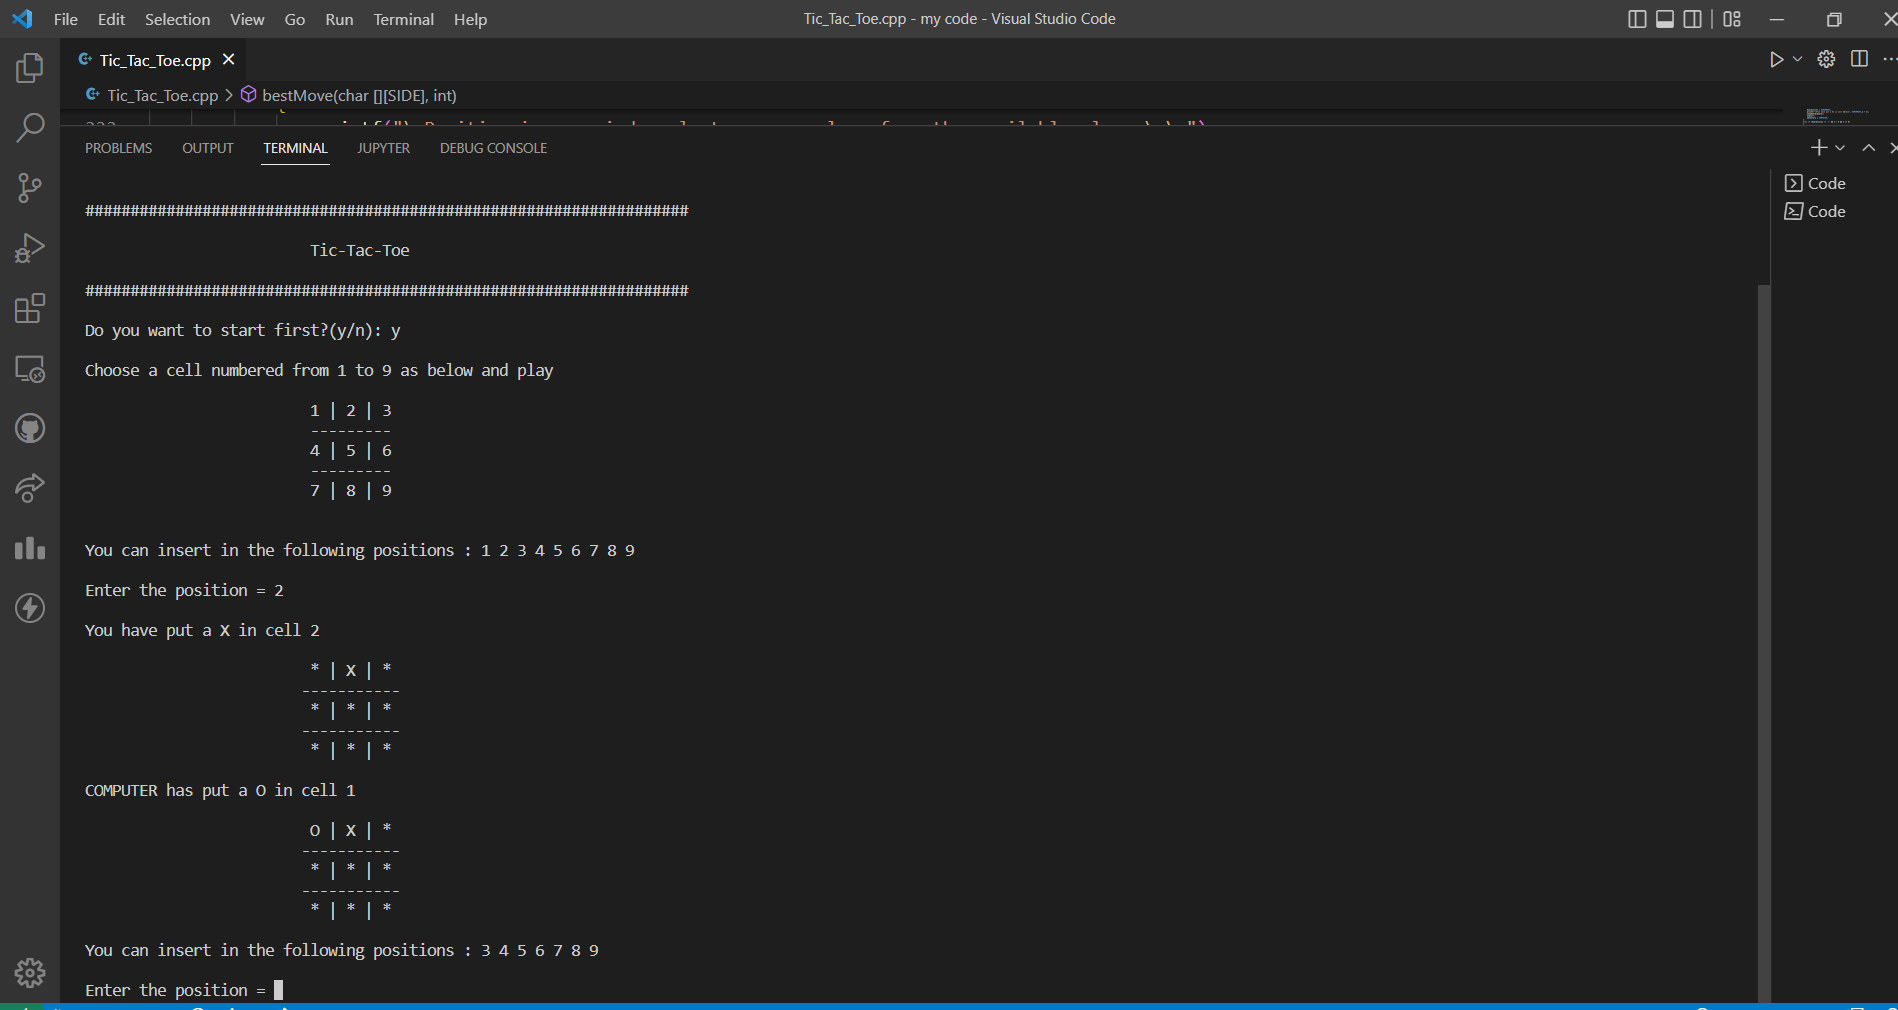 File Edit Selection View Go Run Terminal Help Tic_Tac_Toe.cpp - my code - Visual Studio Code
Tic_Tac_Toe.cpp
Tic_Tac_Toe.cpp > bestMove(char [][SIDE], int)
PROBLEMS OUTPUT TERMINAL JUPYTER DEBUG CONSOLE
Code
Code
###################################################################
Tic-Tac-Toe
###################################################################
Do you want to start first?(y/n): y
Choose a cell numbered from 1 to 9 as below and play
1 | 2 | 3
---------
4 | 5 | 6
---------
7 | 8 | 9
You can insert in the following positions : 1 2 3 4 5 6 7 8 9
Enter the position = 2
You have put a X in cell 2
* | X | *
-----------
* | * | *
-----------
* | * | *
COMPUTER has put a O in cell 1
O | X | *
-----------
* | * | *
-----------
* | * | *
You can insert in the following positions : 3 4 5 6 7 8 9
Enter the position =